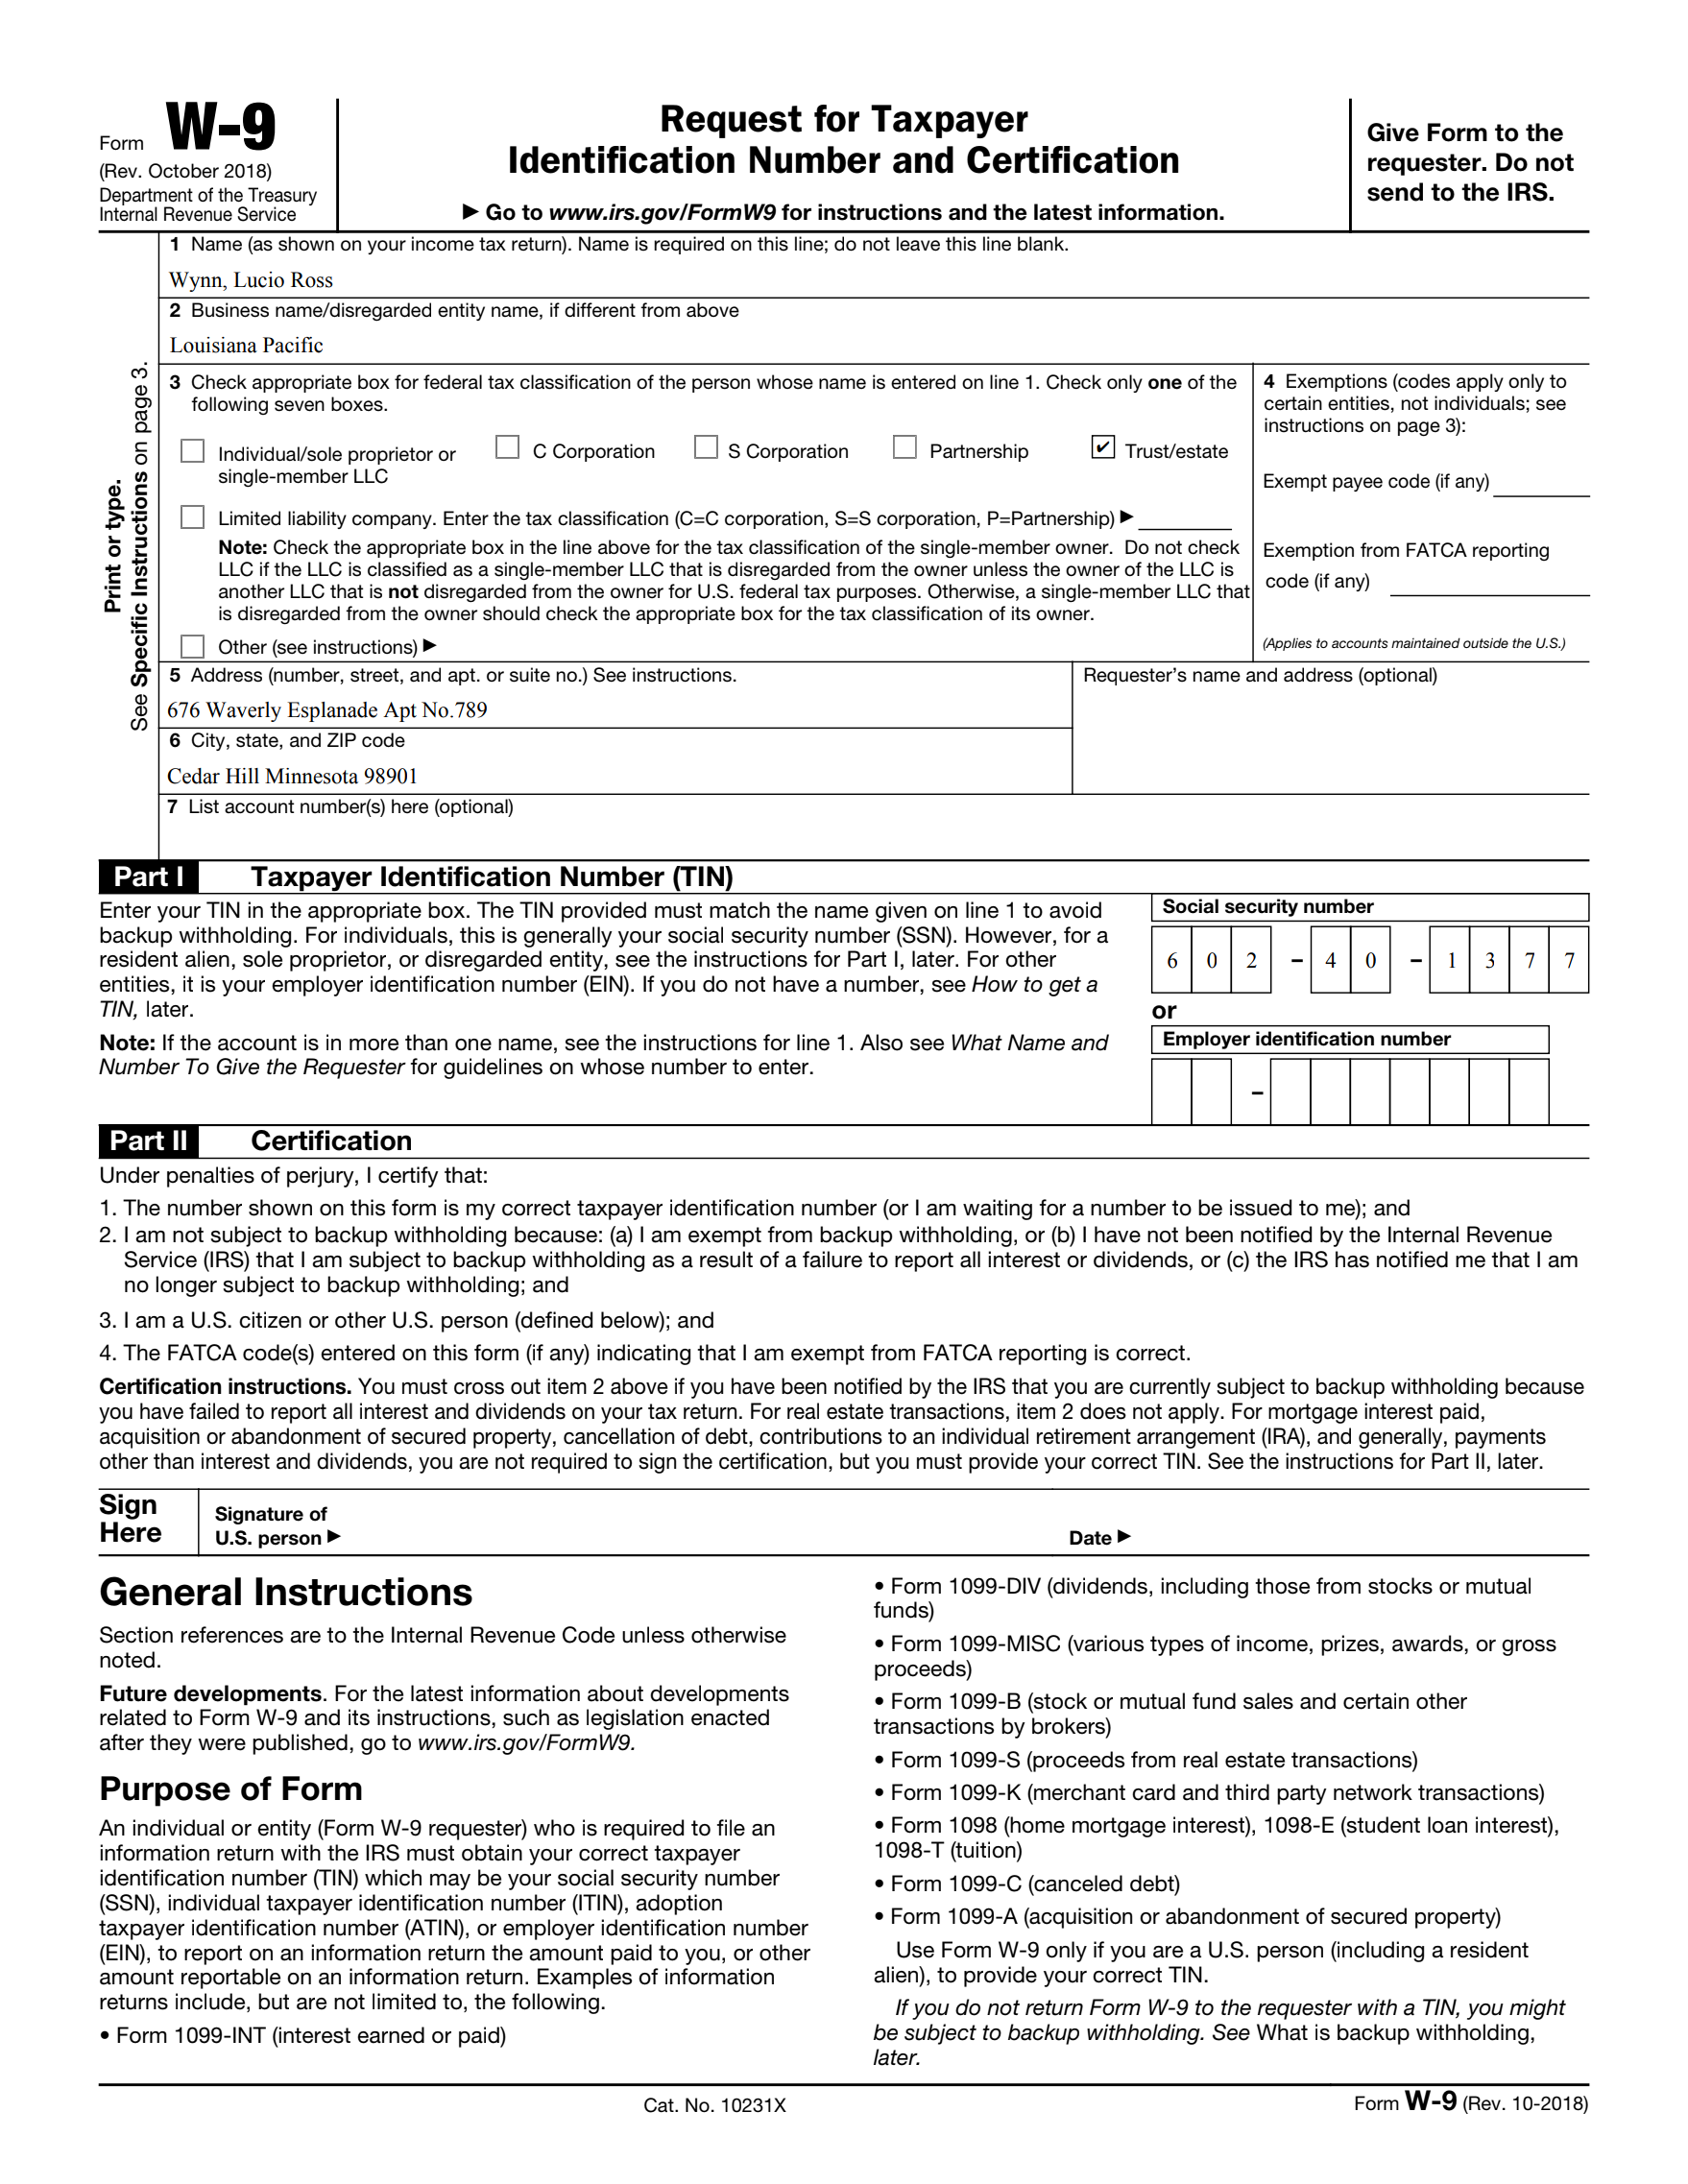 Form W-9
(Rev. October 2018)
Department of the Treasury
Internal Revenue Service
Request for Taxpayer
Identification Number and Certification
▶ Go to www.irs.gov/FormW9 for instructions and the latest information.
Give Form to the
requester. Do not
send to the IRS.
Print or type.
See Specific Instructions on page 3.
1 Name (as shown on your income tax return). Name is required on this line; do not leave this line blank.
Wynn, Lucio Ross
2 Business name/disregarded entity name, if different from above
Louisiana Pacific
3 Check appropriate box for federal tax classification of the person whose name is entered on line 1. Check only one of the
following seven boxes.
Individual/sole proprietor or
single-member LLC
C Corporation
S Corporation
Partnership
✔ Trust/estate
Limited liability company. Enter the tax classification (C=C corporation, S=S corporation, P=Partnership) ▶
Note: Check the appropriate box in the line above for the tax classification of the single-member owner. Do not check
LLC if the LLC is classified as a single-member LLC that is disregarded from the owner unless the owner of the LLC is
another LLC that is not disregarded from the owner for U.S. federal tax purposes. Otherwise, a single-member LLC that
is disregarded from the owner should check the appropriate box for the tax classification of its owner.
Other (see instructions) ▶
4 Exemptions (codes apply only to
certain entities, not individuals; see
instructions on page 3):
Exempt payee code (if any)
Exemption from FATCA reporting
code (if any)
(Applies to accounts maintained outside the U.S.)
5 Address (number, street, and apt. or suite no.) See instructions.
676 Waverly Esplanade Apt No.789
6 City, state, and ZIP code
Cedar Hill Minnesota 98901
Requester's name and address (optional)
7 List account number(s) here (optional)
Part I Taxpayer Identification Number (TIN)
Enter your TIN in the appropriate box. The TIN provided must match the name given on line 1 to avoid
backup withholding. For individuals, this is generally your social security number (SSN). However, for a
resident alien, sole proprietor, or disregarded entity, see the instructions for Part I, later. For other
entities, it is your employer identification number (EIN). If you do not have a number, see How to get a
TIN, later.
Note: If the account is in more than one name, see the instructions for line 1. Also see What Name and
Number To Give the Requester for guidelines on whose number to enter.
Social security number
6 0 2 – 4 0 – 1 3 7 7
or
Employer identification number
–
Part II Certification
Under penalties of perjury, I certify that:
1. The number shown on this form is my correct taxpayer identification number (or I am waiting for a number to be issued to me); and
2. I am not subject to backup withholding because: (a) I am exempt from backup withholding, or (b) I have not been notified by the Internal Revenue
Service (IRS) that I am subject to backup withholding as a result of a failure to report all interest or dividends, or (c) the IRS has notified me that I am
no longer subject to backup withholding; and
3. I am a U.S. citizen or other U.S. person (defined below); and
4. The FATCA code(s) entered on this form (if any) indicating that I am exempt from FATCA reporting is correct.
Certification instructions. You must cross out item 2 above if you have been notified by the IRS that you are currently subject to backup withholding because
you have failed to report all interest and dividends on your tax return. For real estate transactions, item 2 does not apply. For mortgage interest paid,
acquisition or abandonment of secured property, cancellation of debt, contributions to an individual retirement arrangement (IRA), and generally, payments
other than interest and dividends, you are not required to sign the certification, but you must provide your correct TIN. See the instructions for Part II, later.
Sign
Here
Signature of
U.S. person ▶
Date ▶
General Instructions
Section references are to the Internal Revenue Code unless otherwise
noted.
Future developments. For the latest information about developments
related to Form W-9 and its instructions, such as legislation enacted
after they were published, go to www.irs.gov/FormW9.
Purpose of Form
An individual or entity (Form W-9 requester) who is required to file an
information return with the IRS must obtain your correct taxpayer
identification number (TIN) which may be your social security number
(SSN), individual taxpayer identification number (ITIN), adoption
taxpayer identification number (ATIN), or employer identification number
(EIN), to report on an information return the amount paid to you, or other
amount reportable on an information return. Examples of information
returns include, but are not limited to, the following.
• Form 1099-INT (interest earned or paid)
• Form 1099-DIV (dividends, including those from stocks or mutual
funds)
• Form 1099-MISC (various types of income, prizes, awards, or gross
proceeds)
• Form 1099-B (stock or mutual fund sales and certain other
transactions by brokers)
• Form 1099-S (proceeds from real estate transactions)
• Form 1099-K (merchant card and third party network transactions)
• Form 1098 (home mortgage interest), 1098-E (student loan interest),
1098-T (tuition)
• Form 1099-C (canceled debt)
• Form 1099-A (acquisition or abandonment of secured property)
Use Form W-9 only if you are a U.S. person (including a resident
alien), to provide your correct TIN.
If you do not return Form W-9 to the requester with a TIN, you might
be subject to backup withholding. See What is backup withholding,
later.
Cat. No. 10231X
Form W-9 (Rev. 10-2018)